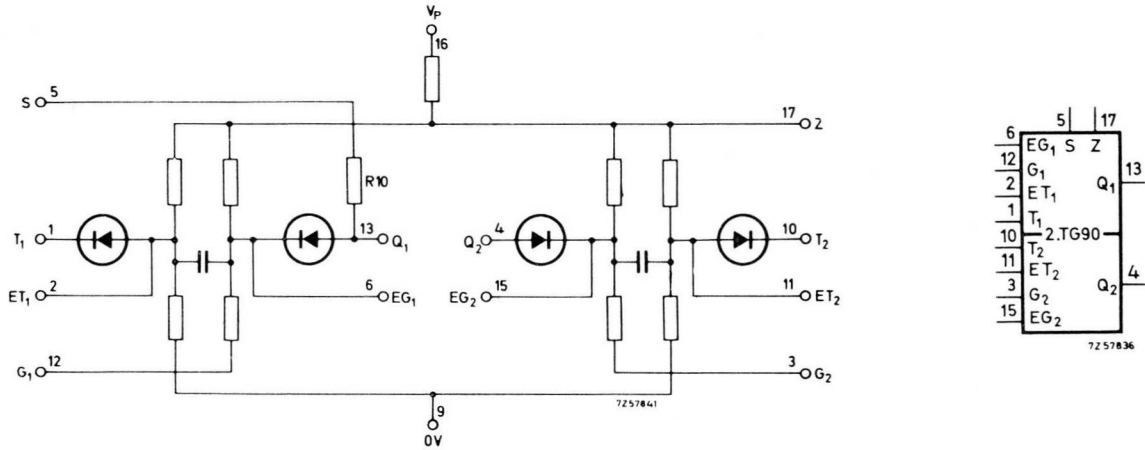 V_P
16
S 5
17 Z
R10
T₁ 1
13 Q₁
Q₂ 4
10 T₂
ET₁ 2
6 EG₁
EG₂ 15
11 ET₂
G₁ 12
3 G₂
7Z57841
9
0V
5 17
6 EG₁ S Z
12 G₁
Q₁ 13
2 ET₁
1 T₁
10 2.TG90
T₂
11 ET₂
Q₂ 4
3 G₂
15 EG₂
7Z57836